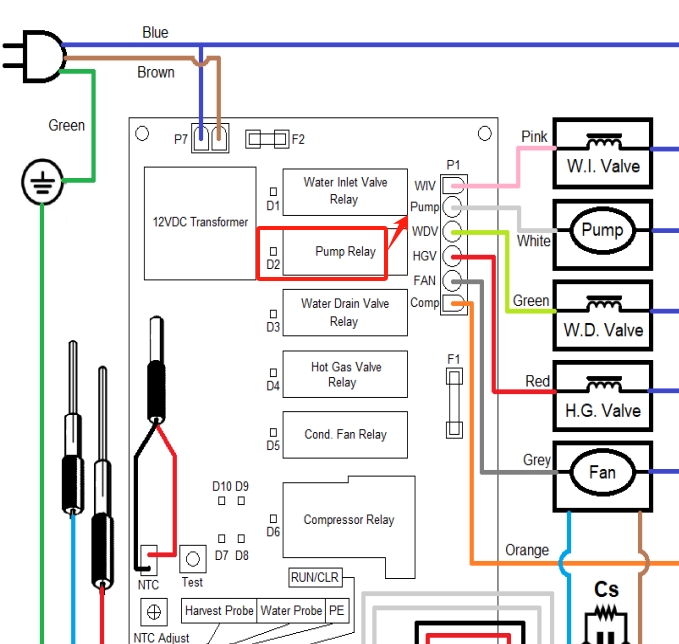 Blue
Brown
Green
P7
F2
P1
Pink
W.I. Valve
12VDC Transformer
D1
Water Inlet Valve
Relay
WIV
Pump
WDV
HGV
FAN
Comp
D2
Pump Relay
White
Pump
D3
Water Drain Valve
Relay
Green
W.D. Valve
D4
Hot Gas Valve
Relay
F1
Red
H.G. Valve
D5
Cond. Fan Relay
Grey
Fan
D10 D9
D7 D8
D6
Compressor Relay
Orange
NTC
Test
RUN/CLR
Cs
NTC Adjust
Harvest Probe
Water Probe
PE